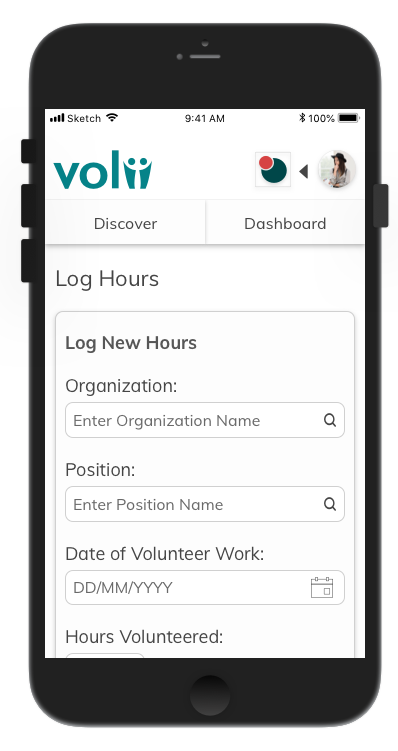 Sketch 9:41 AM 100%
volii
Discover Dashboard
Log Hours
Log New Hours
Organization:
Enter Organization Name
Position:
Enter Position Name
Date of Volunteer Work:
DD/MM/YYYY
Hours Volunteered: